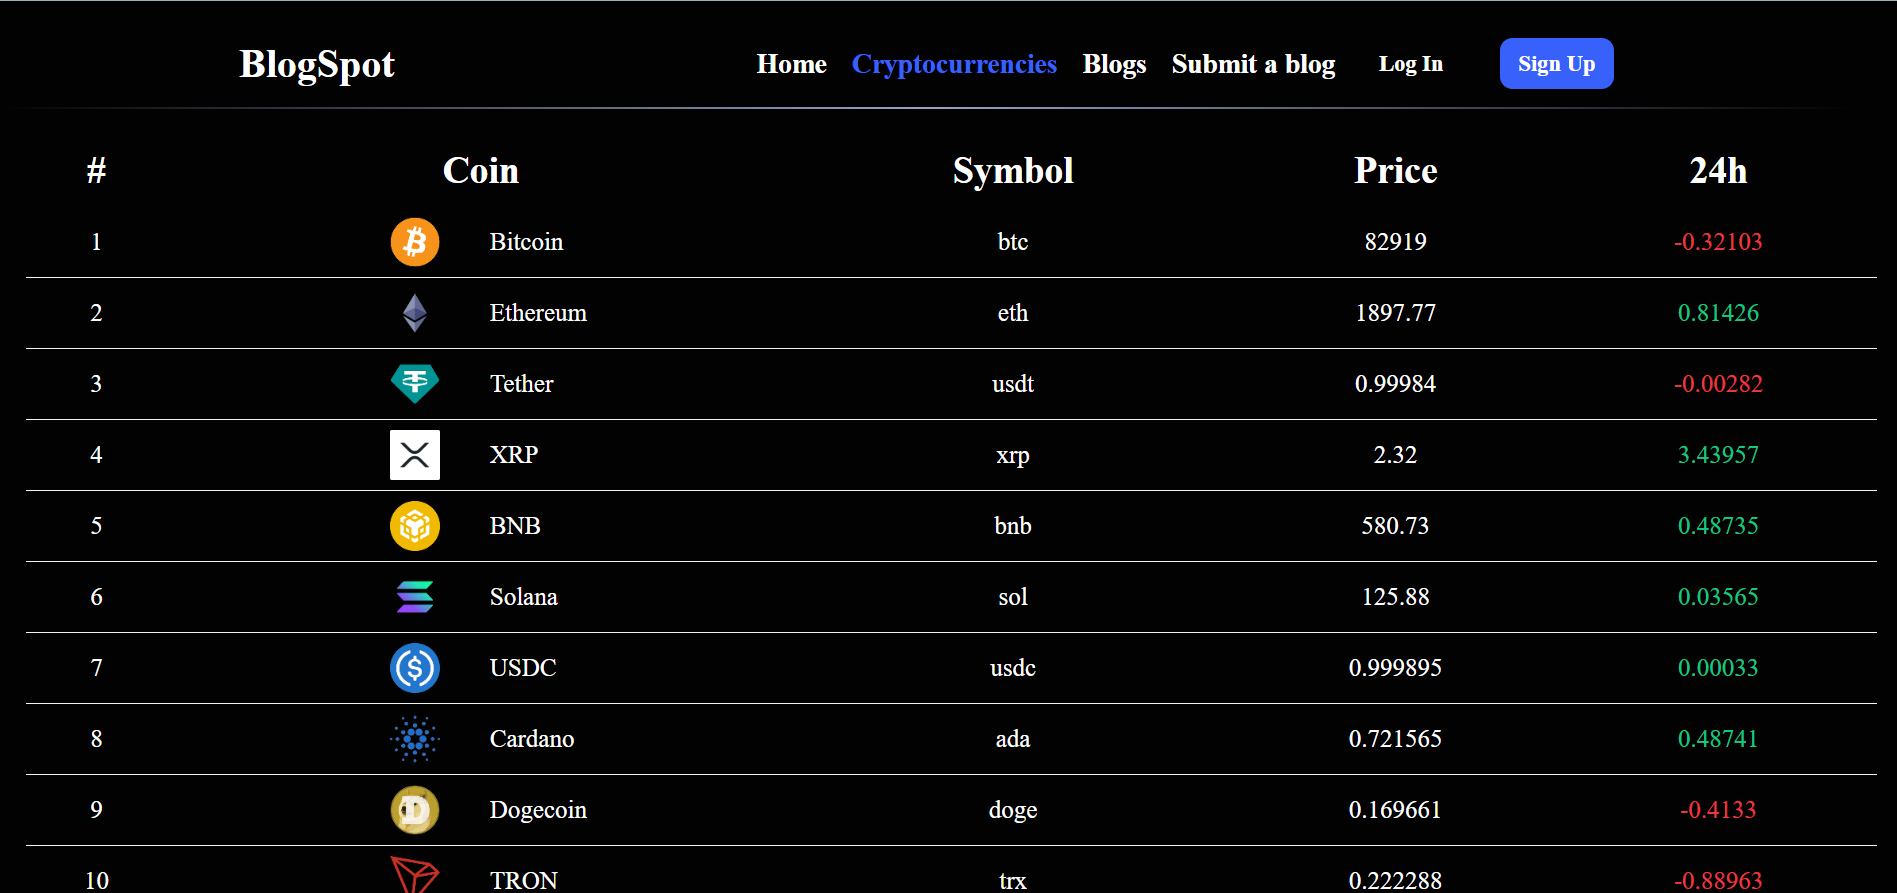 BlogSpot Home Cryptocurrencies Blogs Submit a blog Log In Sign Up
# Coin Symbol Price 24h
1 Bitcoin btc 82919 -0.32103
2 Ethereum eth 1897.77 0.81426
3 Tether usdt 0.99984 -0.00282
4 XRP xrp 2.32 3.43957
5 BNB bnb 580.73 0.48735
6 Solana sol 125.88 0.03565
7 USDC usdc 0.999895 0.00033
8 Cardano ada 0.721565 0.48741
9 Dogecoin doge 0.169661 -0.4133
10 TRON trx 0.222288 -0.88963